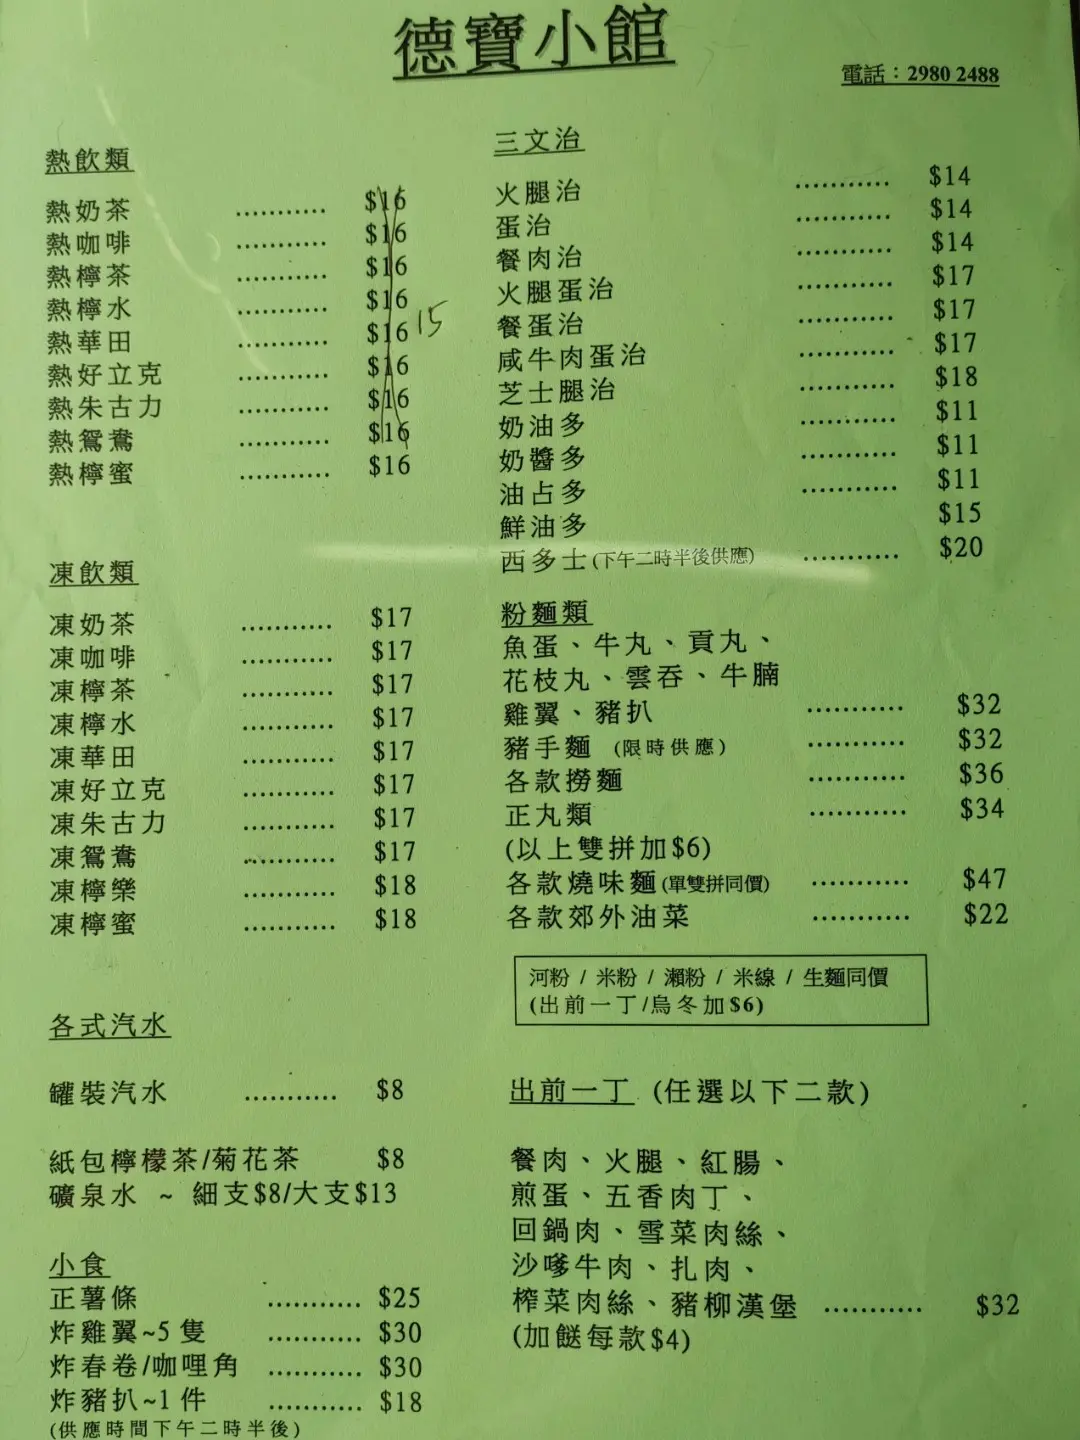 德寶小館
電話：2980 2488
熱飲類
熱奶茶 ........... $16
熱咖啡 ........... $16
熱檸茶 ........... $16
熱檸水 ........... $16
熱華田 ........... $16 15
熱好立克 ........... $16
熱朱古力 ........... $16
熱鴛鴦 ........... $16
熱檸蜜 ........... $16
凍飲類
凍奶茶 ........... $17
凍咖啡 ........... $17
凍檸茶 ........... $17
凍檸水 ........... $17
凍華田 ........... $17
凍好立克 ........... $17
凍朱古力 ........... $17
凍鴛鴦 ........... $17
凍檸樂 ........... $18
凍檸蜜 ........... $18
各式汽水
罐裝汽水 ........... $8
紙包檸檬茶/菊花茶 $8
礦泉水 ~ 細支$8/大支$13
小食
正薯條 ........... $25
炸雞翼~5 隻 ........... $30
炸春卷/咖哩角 ........... $30
炸豬扒~1 件 ........... $18
(供應時間下午二時半後)
三文治
火腿治 ........... $14
蛋治 ........... $14
餐肉治 ........... $14
火腿蛋治 ........... $17
餐蛋治 ........... $17
咸牛肉蛋治 ........... $17
芝士腿治 ........... $18
奶油多 ........... $11
奶醬多 ........... $11
油占多 ........... $11
鮮油多 $15
西多士(下午二時半後供應) ........... $20
粉麵類
魚蛋、牛丸、貢丸、
花枝丸、雲吞、牛腩
雞翼、豬扒 ........... $32
豬手麵 (限時供應) ........... $32
各款撈麵 ........... $36
正丸類 ........... $34
(以上雙拼加$6)
各款燒味麵(單雙拼同價) ........... $47
各款郊外油菜 ........... $22
河粉 / 米粉 / 瀨粉 / 米線 / 生麵同價
(出前一丁/烏冬加$6)
出前一丁 (任選以下二款)
餐肉、火腿、紅腸、
煎蛋、五香肉丁、
回鍋肉、雪菜肉絲、
沙嗲牛肉、扎肉、
榨菜肉絲、豬柳漢堡 ........... $32
(加餸每款$4)